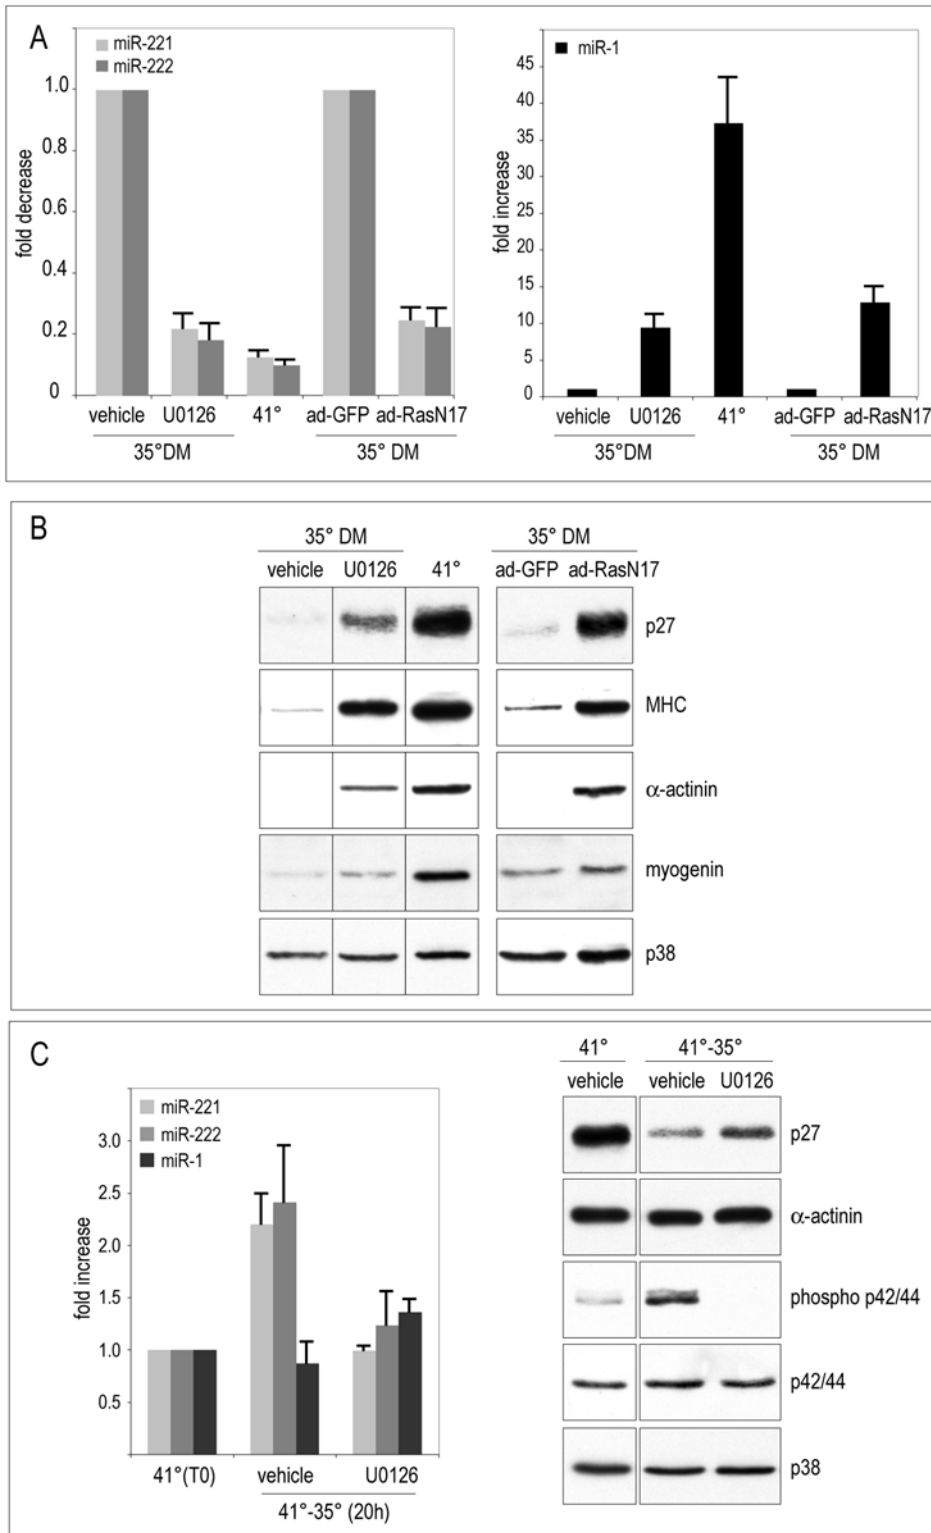 A
miR-221
miR-222
fold decrease
1.0
0.8
0.6
0.4
0.2
0
vehicle U0126 41° ad-GFP ad-RasN17
35°DM 35° DM
miR-1
fold increase
45
40
35
30
25
20
15
10
5
0
vehicle U0126 41° ad-GFP ad-RasN17
35°DM 35° DM
B
35° DM 35° DM
vehicle U0126 41° ad-GFP ad-RasN17
p27
MHC
α-actinin
myogenin
p38
C
miR-221
miR-222
miR-1
fold increase
3.0
2.5
2.0
1.5
1.0
0.5
41°(T0) vehicle U0126
41°-35° (20h)
41° 41°-35°
vehicle vehicle U0126
p27
α-actinin
phospho p42/44
p42/44
p38